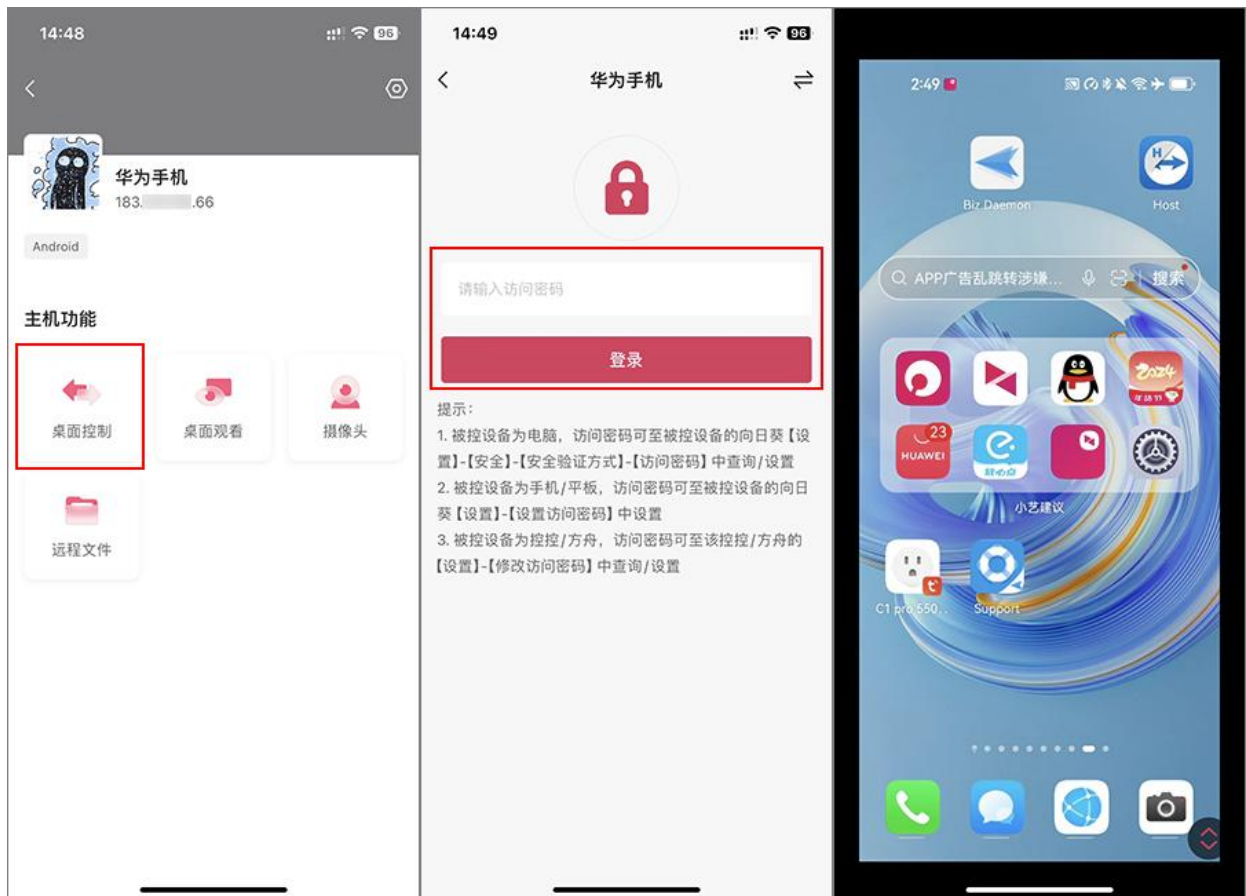 14:48
96
华为手机
183. .66
Android
主机功能
桌面控制
桌面观看
摄像头
远程文件
14:49
96
华为手机
请输入访问密码
登录
提示：
1. 被控设备为电脑，访问密码可至被控设备的向日葵【设
置】-【安全】-【安全验证方式】-【访问密码】中查询/设置
2. 被控设备为手机/平板，访问密码可至被控设备的向日
葵【设置】-【设置访问密码】中设置
3. 被控设备为控控/方舟，访问密码可至该控控/方舟的
【设置】-【修改访问密码】中查询/设置
2:49
H
Biz Daemon
Host
APP广告乱跳转涉嫌...
搜索
2024
年终节
23
HUAWEI
小艺建议
C1 pro 550...
Support